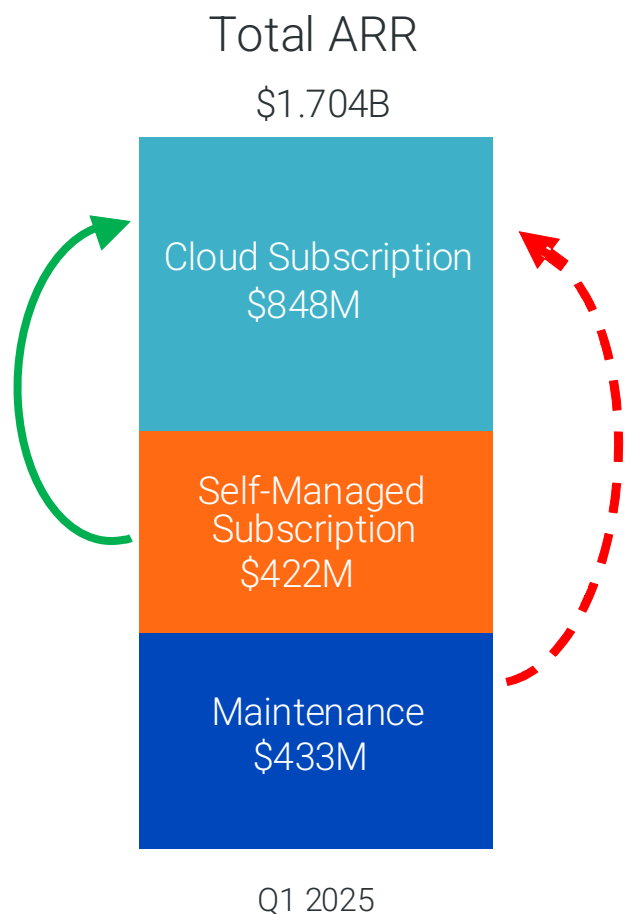 Total ARR
$1.704B
Cloud Subscription
$848M
Self-Managed
Subscription
$422M
Maintenance
$433M
Q1 2025